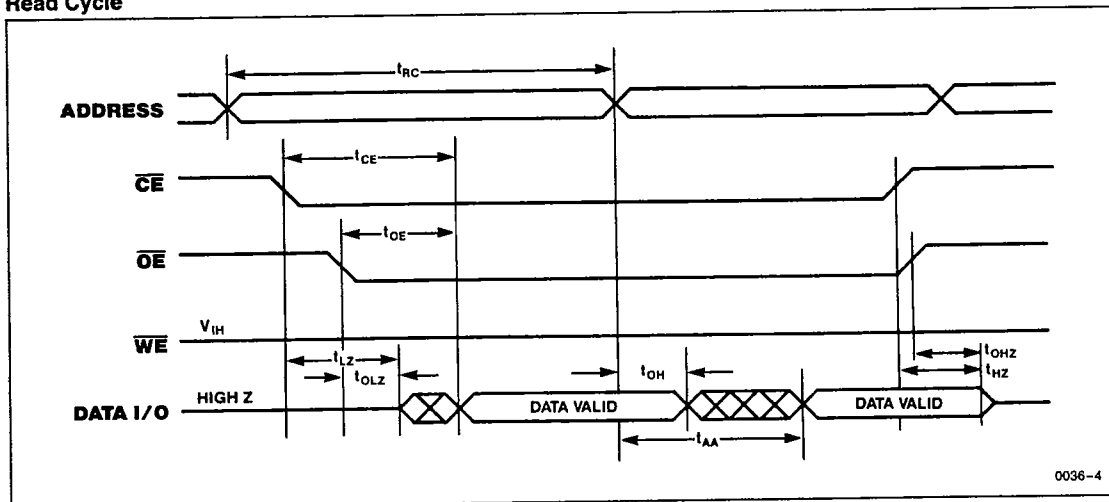 Read Cycle
tRC
ADDRESS
tCE
CE
tOE
OE
VIH
WE
tLZ
tOHZ
tOLZ
tOH
tHZ
HIGH Z
DATA I/O
DATA VALID
DATA VALID
tAA
0036-4